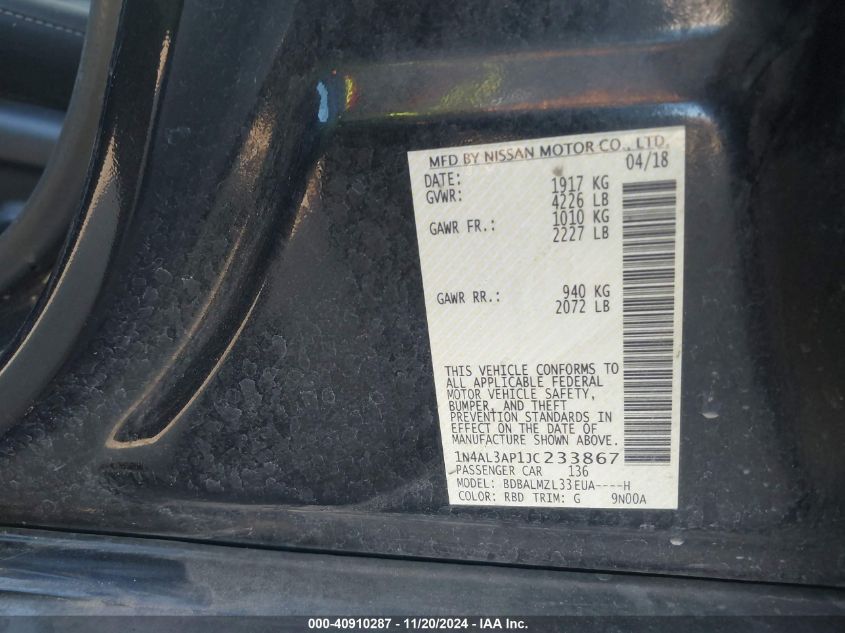 MFD BY NISSAN MOTOR CO., LTD.
DATE: 04/18
GVWR: 1917 KG
4226 LB
GAWR FR.: 1010 KG
2227 LB
GAWR RR.: 940 KG
2072 LB
THIS VEHICLE CONFORMS TO
ALL APPLICABLE FEDERAL
MOTOR VEHICLE SAFETY,
BUMPER, AND THEFT
PREVENTION STANDARDS IN
EFFECT ON THE DATE OF
MANUFACTURE SHOWN ABOVE.
1N4AL3AP1JC233867
PASSENGER CAR 136
MODEL: BDBALMZL33EUA----H
COLOR: RBD TRIM: G 9N00A
000-40910287 - 11/20/2024 - IAA Inc.